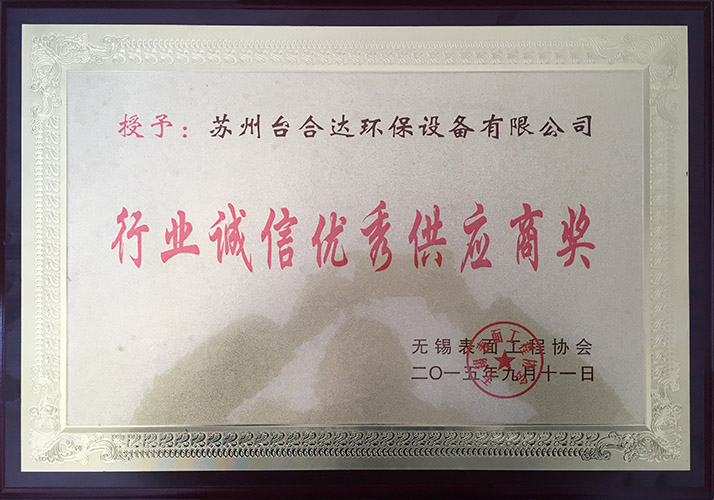 授予：苏州台合达环保设备有限公司
行业诚信优秀供应商奖
无锡表面工程协会
二〇一五年九月十一日